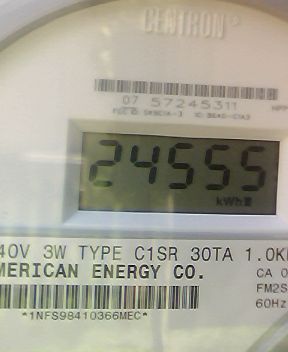 CENTRON®
07 57245311
24555
kWh
40V 3W TYPE C1SR 30TA 1.0K
MERICAN ENERGY CO.
CA 0
FM2S
60Hz
*1NFS98410366MEC*